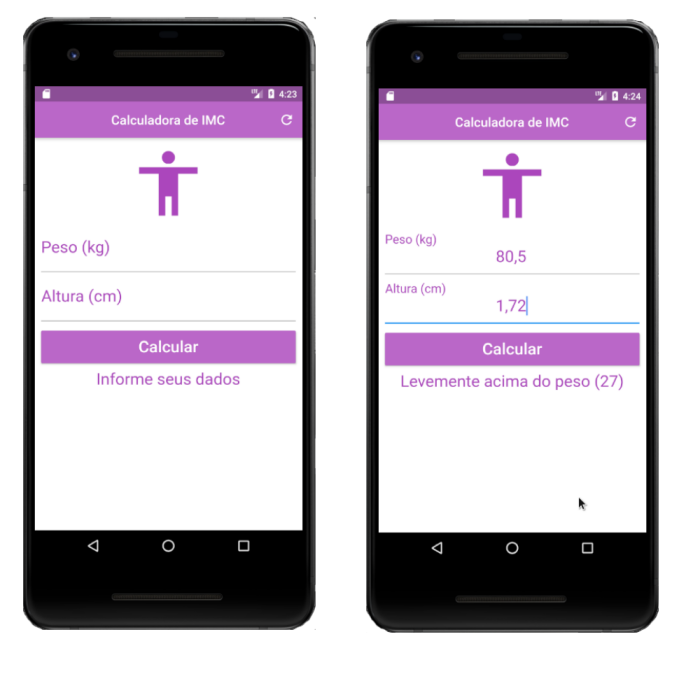 4:23
Calculadora de IMC
Peso (kg)
Altura (cm)
Calcular
Informe seus dados
4:24
Calculadora de IMC
Peso (kg)
80,5
Altura (cm)
1,72
Calcular
Levemente acima do peso (27)